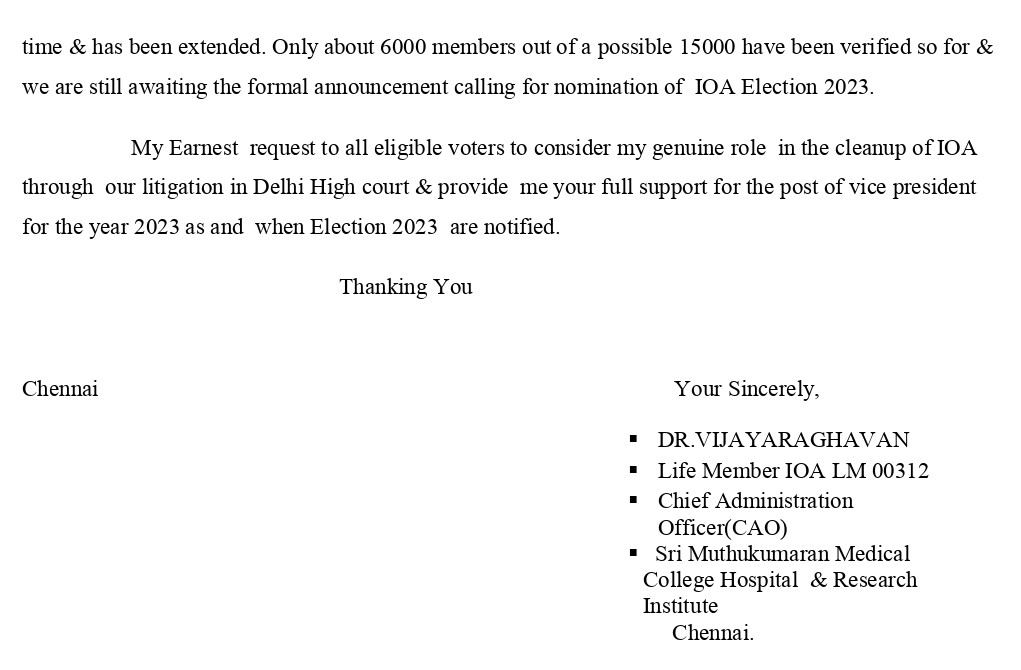 time & has been extended. Only about 6000 members out of a possible 15000 have been verified so for &
we are still awaiting the formal announcement calling for nomination of IOA Election 2023.
My Earnest request to all eligible voters to consider my genuine role in the cleanup of IOA
through our litigation in Delhi High court & provide me your full support for the post of vice president
for the year 2023 as and when Election 2023 are notified.
Thanking You
Chennai
Your Sincerely,
▪ DR.VIJAYARAGHAVAN
▪ Life Member IOA LM 00312
▪ Chief Administration
Officer(CAO)
▪ Sri Muthukumaran Medical
College Hospital & Research
Institute
Chennai.